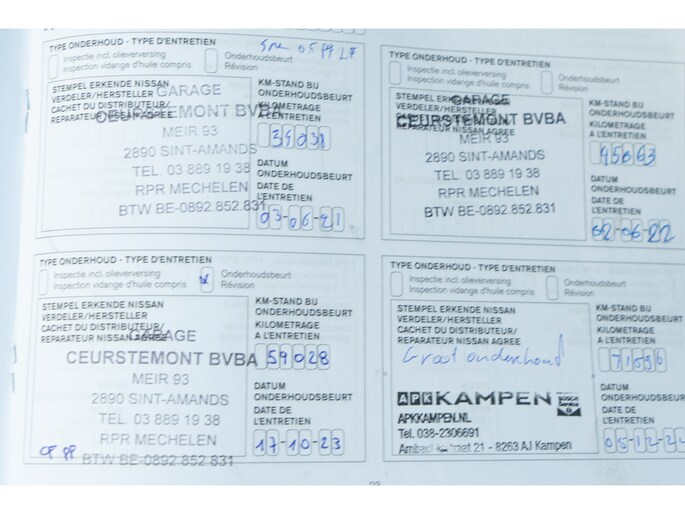 TYPE ONDERHOUD - TYPE D'ENTRETIEN
Inspectie incl. olieverversing
Inspection vidange d'huile compris
Onderhoudsbeurt
Révision
STEMPEL ERKENDE NISSAN
VERDELER/HERSTELLER
CACHET DU DISTRIBUTEUR/
REPARATEUR NISSAN AGREE
GARAGE
CEURSTEMONT BVBA
MEIR 93
2890 SINT-AMANDS
TEL. 03 889 19 38
RPR MECHELEN
BTW BE-0892.852.831
KM-STAND BIJ
ONDERHOUDSBEURT
KILOMETRAGE
A L'ENTRETIEN
34031
DATUM
ONDERHOUDSBEURT
DATE DE
L'ENTRETIEN
03-06-21
TYPE ONDERHOUD - TYPE D'ENTRETIEN
Inspectie incl. olieverversing
Inspection vidange d'huile compris
Onderhoudsbeurt
Révision
STEMPEL ERKENDE NISSAN
VERDELER/HERSTELLER
CACHET DU DISTRIBUTEUR/
REPARATEUR NISSAN AGREE
GARAGE
CEURSTEMONT BVBA
MEIR 93
2890 SINT-AMANDS
TEL. 03 889 19 38
RPR MECHELEN
BTW BE-0892.852.831
KM-STAND BIJ
ONDERHOUDSBEURT
KILOMETRAGE
A L'ENTRETIEN
45663
DATUM
ONDERHOUDSBEURT
DATE DE
L'ENTRETIEN
02-06-22
TYPE ONDERHOUD - TYPE D'ENTRETIEN
Inspectie incl. olieverversing
Inspection vidange d'huile compris
Onderhoudsbeurt
Révision
STEMPEL ERKENDE NISSAN
VERDELER/HERSTELLER
CACHET DU DISTRIBUTEUR/
REPARATEUR NISSAN AGREE
GARAGE
CEURSTEMONT BVBA
MEIR 93
2890 SINT-AMANDS
TEL. 03 889 19 38
RPR MECHELEN
BTW BE-0892.852.831
KM-STAND BIJ
ONDERHOUDSBEURT
KILOMETRAGE
A L'ENTRETIEN
59028
DATUM
ONDERHOUDSBEURT
DATE DE
L'ENTRETIEN
17-10-23
TYPE ONDERHOUD - TYPE D'ENTRETIEN
Inspectie incl. olieverversing
Inspection vidange d'huile compris
Onderhoudsbeurt
Révision
STEMPEL ERKENDE NISSAN
VERDELER/HERSTELLER
CACHET DU DISTRIBUTEUR/
REPARATEUR NISSAN AGREE
Groot onderhoud
APK KAMPEN
APKKAMPEN.NL
Tel. 038-2306691
21 - 8263 AJ Kampen
KM-STAND BIJ
ONDERHOUDSBEURT
KILOMETRAGE
A L'ENTRETIEN
DATUM
ONDERHOUDSBEURT
DATE DE
L'ENTRETIEN
05-12-24